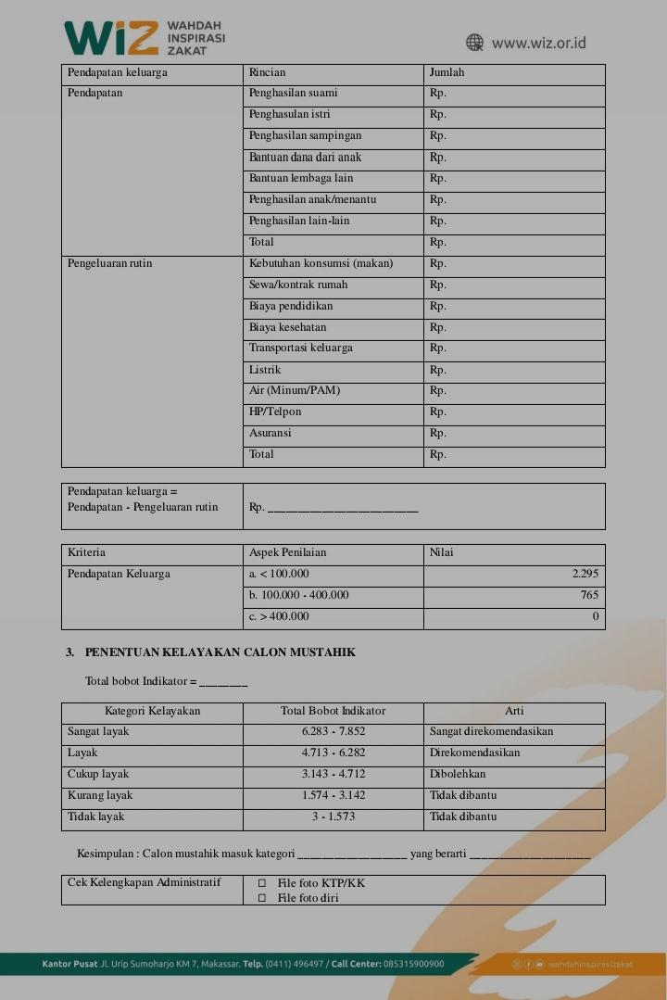 WIZ WAHDAH
INSPIRASI
ZAKAT
www.wiz.or.id
Pendapatan keluarga Rincian Jumlah
Pendapatan Penghasilan suami Rp.
Penghasulan istri Rp.
Penghasilan sampingan Rp.
Bantuan dana dari anak Rp.
Bantuan lembaga lain Rp.
Penghasilan anak/menantu Rp.
Penghasilan lain-lain Rp.
Total Rp.
Pengeluaran rutin Kebutuhan konsumsi (makan) Rp.
Sewa/kontrak rumah Rp.
Biaya pendidikan Rp.
Biaya kesehatan Rp.
Transportasi keluarga Rp.
Listrik Rp.
Air (Minum/PAM) Rp.
HP/Telpon Rp.
Asuransi Rp.
Total Rp.
Pendapatan keluarga =
Pendapatan - Pengeluaran rutin Rp. _________________________
Kriteria Aspek Penilaian Nilai
Pendapatan Keluarga a. < 100.000 2.295
b. 100.000 - 400.000 765
c. > 400.000 0
3. PENENTUAN KELAYAKAN CALON MUSTAHIK
Total bobot Indikator = ________
Kategori Kelayakan Total Bobot Indikator Arti
Sangat layak 6.283 - 7.852 Sangat direkomendasikan
Layak 4.713 - 6.282 Direkomendasikan
Cukup layak 3.143 - 4.712 Dibolehkan
Kurang layak 1.574 - 3.142 Tidak dibantu
Tidak layak 3 - 1.573 Tidak dibantu
Kesimpulan : Calon mustahik masuk kategori __________________ yang berarti ____________________
Cek Kelengkapan Administratif ☐ File foto KTP/KK
☐ File foto diri
Kantor Pusat Jl. Urip Sumoharjo KM 7, Makassar. Telp. (0411) 496497 / Call Center: 085315900900 wahdahinspirasizakat